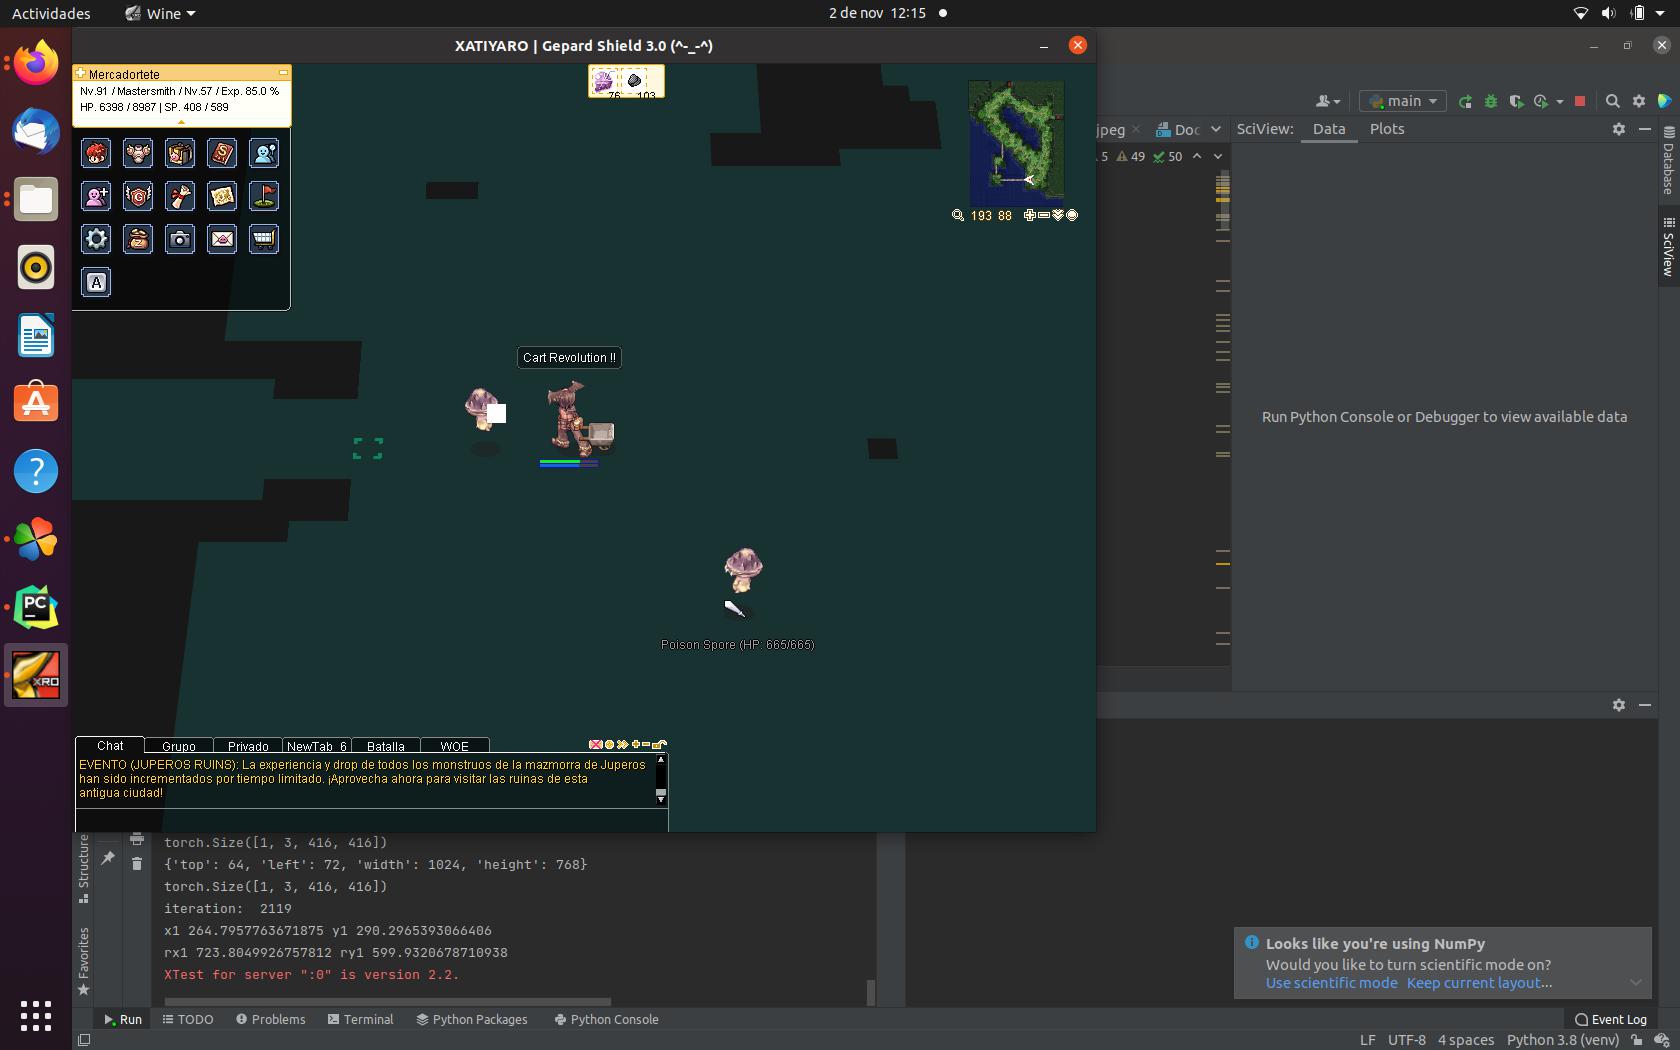 Actividades
Wine
2 de nov 12:15
XATIYARO | Gepard Shield 3.0 (^-_-^)
Mercadortete
Nv.91 / Mastersmith / Nv.57 / Exp. 85.0 %
HP. 6398 / 8987 | SP. 408 / 589
76 103
193 88
G
A
Cart Revolution !!
Poison Spore (HP: 665/665)
Chat
Grupo
Privado
NewTab_6
Batalla
WOE
EVENTO (JUPEROS RUINS): La experiencia y drop de todos los monstruos de la mazmorra de Juperos
han sido incrementados por tiempo limitado. ¡Aprovecha ahora para visitar las ruinas de esta
antigua ciudad!
main
jpeg
Doc
SciView:
Data
Plots
5 49 50
Database
SciView
Run Python Console or Debugger to view available data
PC
XRO
torch.Size([1, 3, 416, 416])
{'top': 64, 'left': 72, 'width': 1024, 'height': 768}
torch.Size([1, 3, 416, 416])
iteration:  2119
x1 264.7957763671875 y1 290.2965393066406
rx1 723.8049926757812 ry1 599.9320678710938
XTest for server ":0" is version 2.2.
Structure
Favorites
Looks like you're using NumPy
Would you like to turn scientific mode on?
Use scientific mode Keep current layout...
Run
TODO
Problems
Terminal
Python Packages
Python Console
Event Log
LF UTF-8 4 spaces Python 3.8 (venv)